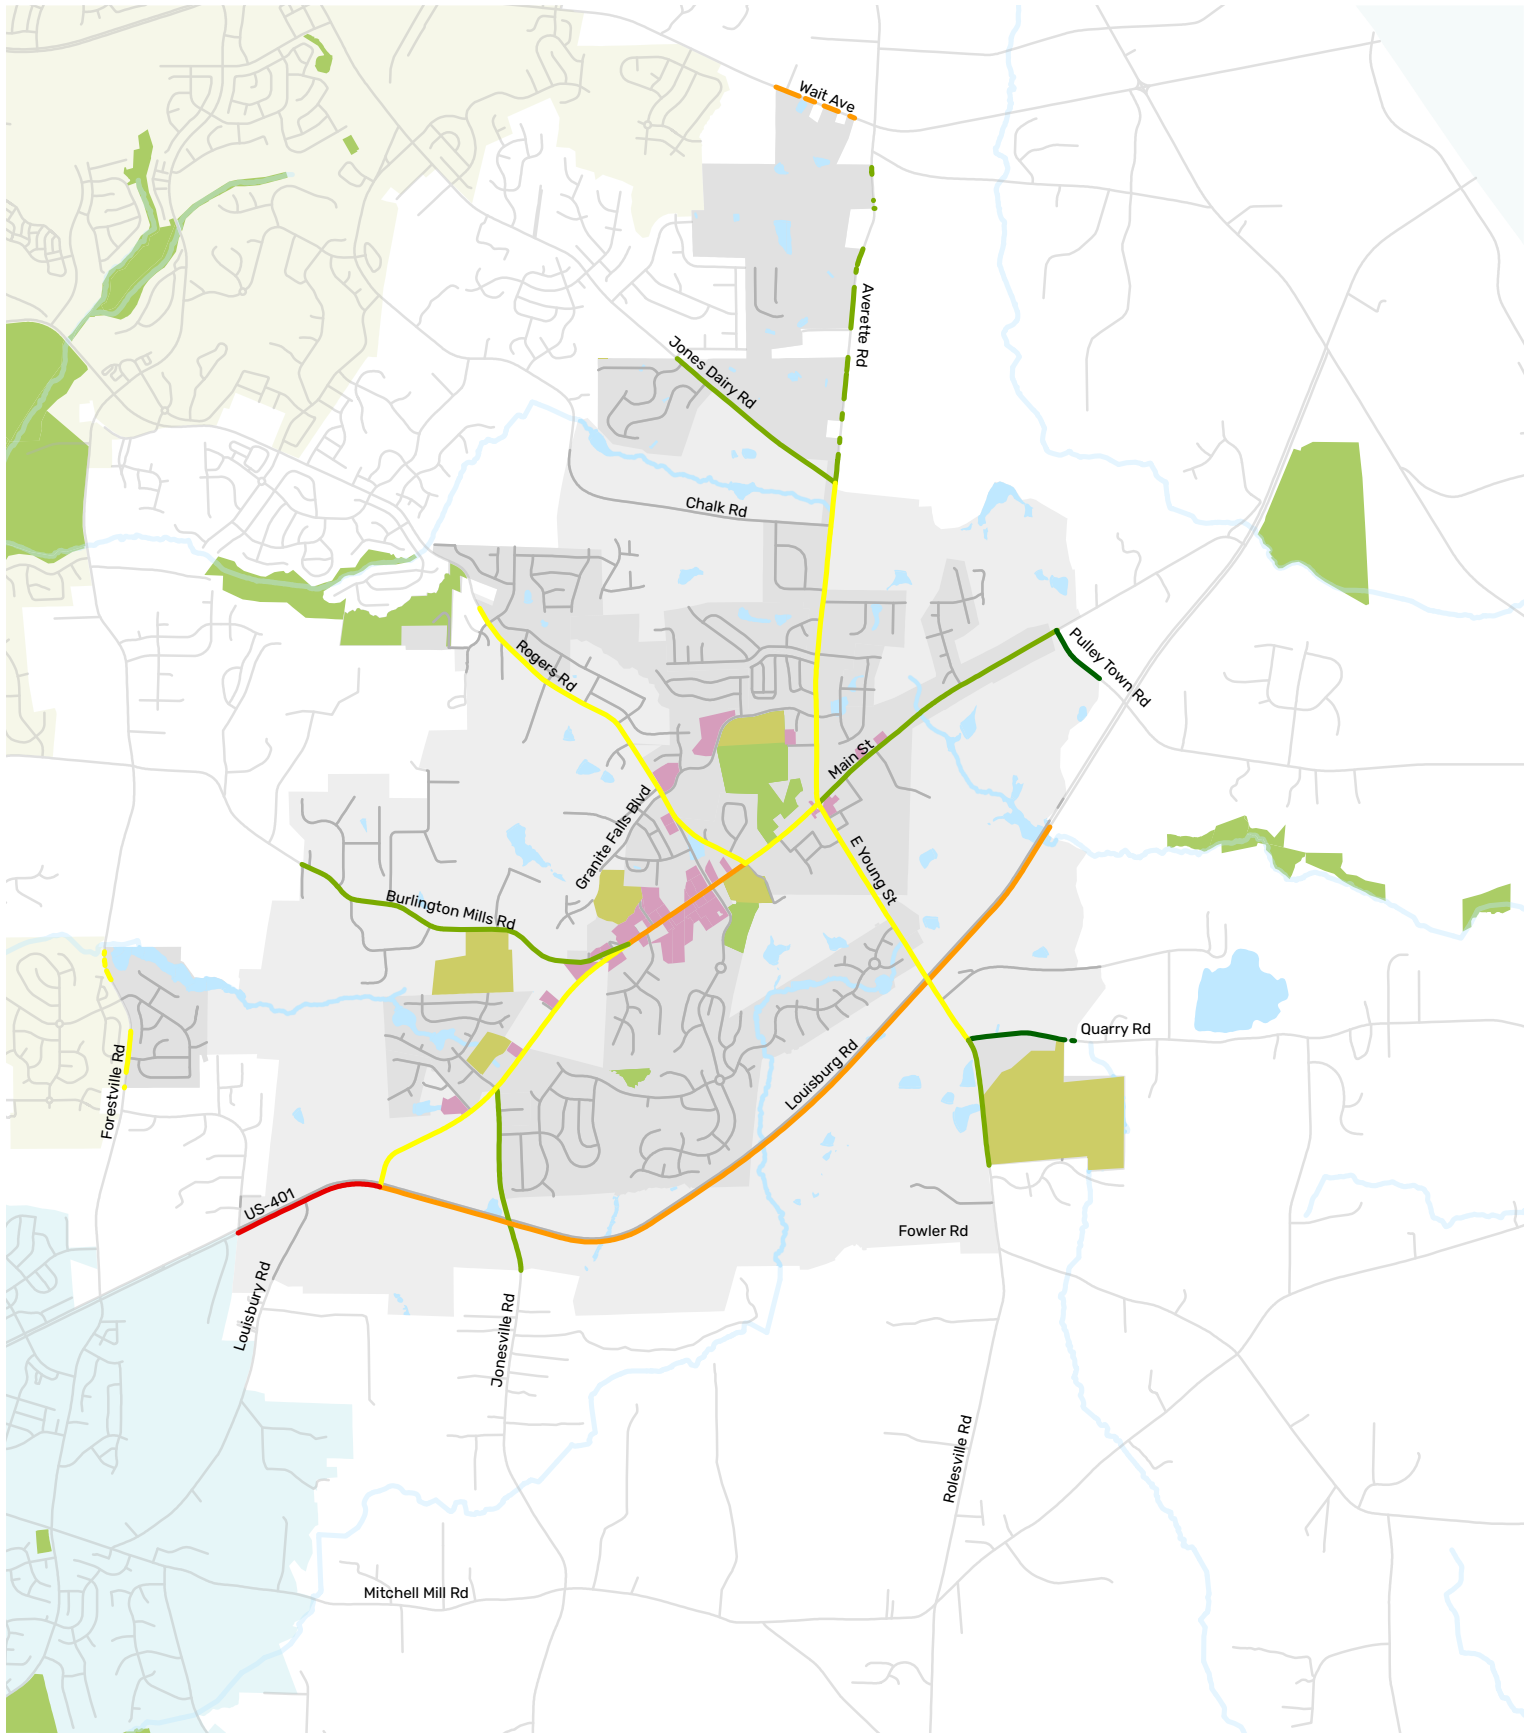 Wait Ave
Averette Rd
Jones Dairy Rd
Chalk Rd
Rogers Rd
Pulley Town Rd
Main St
Granite Falls Blvd
E Young St
Burlington Mills Rd
Quarry Rd
Forestville Rd
Louisburg Rd
US-401
Fowler Rd
Louisbury Rd
Jonesville Rd
Rolesville Rd
Mitchell Mill Rd